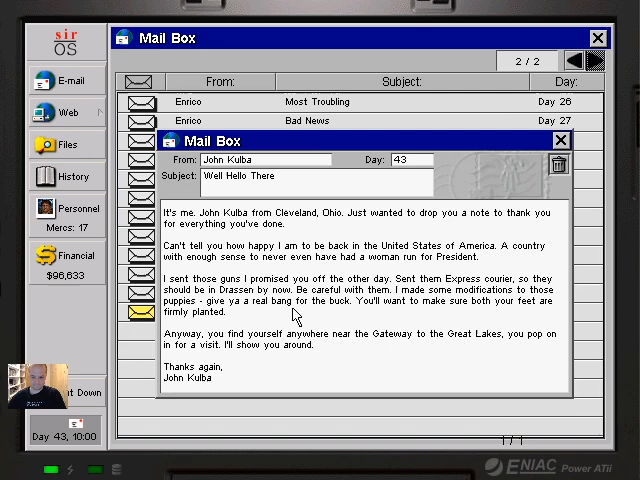 sir
OS
Mail Box
2 / 2
E-mail
From:
Subject:
Day:
Enrico
Most Troubling
Day 26
Web
Enrico
Bad News
Day 27
Mail Box
Files
From:
John Kulba
Day:
43
Subject:
Well Hello There
History
Personnel
Mercs: 17
Financial
$96,633
It's me. John Kulba from Cleveland, Ohio. Just wanted to drop you a note to thank you
for everything you've done.
Can't tell you how happy I am to be back in the United States of America. A country
with enough sense to never even have had a woman run for President.
I sent those guns I promised you off the other day. Sent them Express courier, so they
should be in Drassen by now. Be careful with them. I made some modifications to those
puppies - give ya a real bang for the buck. You'll want to make sure both your feet are
firmly planted.
Anyway, you find yourself anywhere near the Gateway to the Great Lakes, you pop on
in for a visit. I'll show you around.
Thanks again,
John Kulba
ut Down
Day 43, 10:00
1 / 1
ENIAC Power ATii